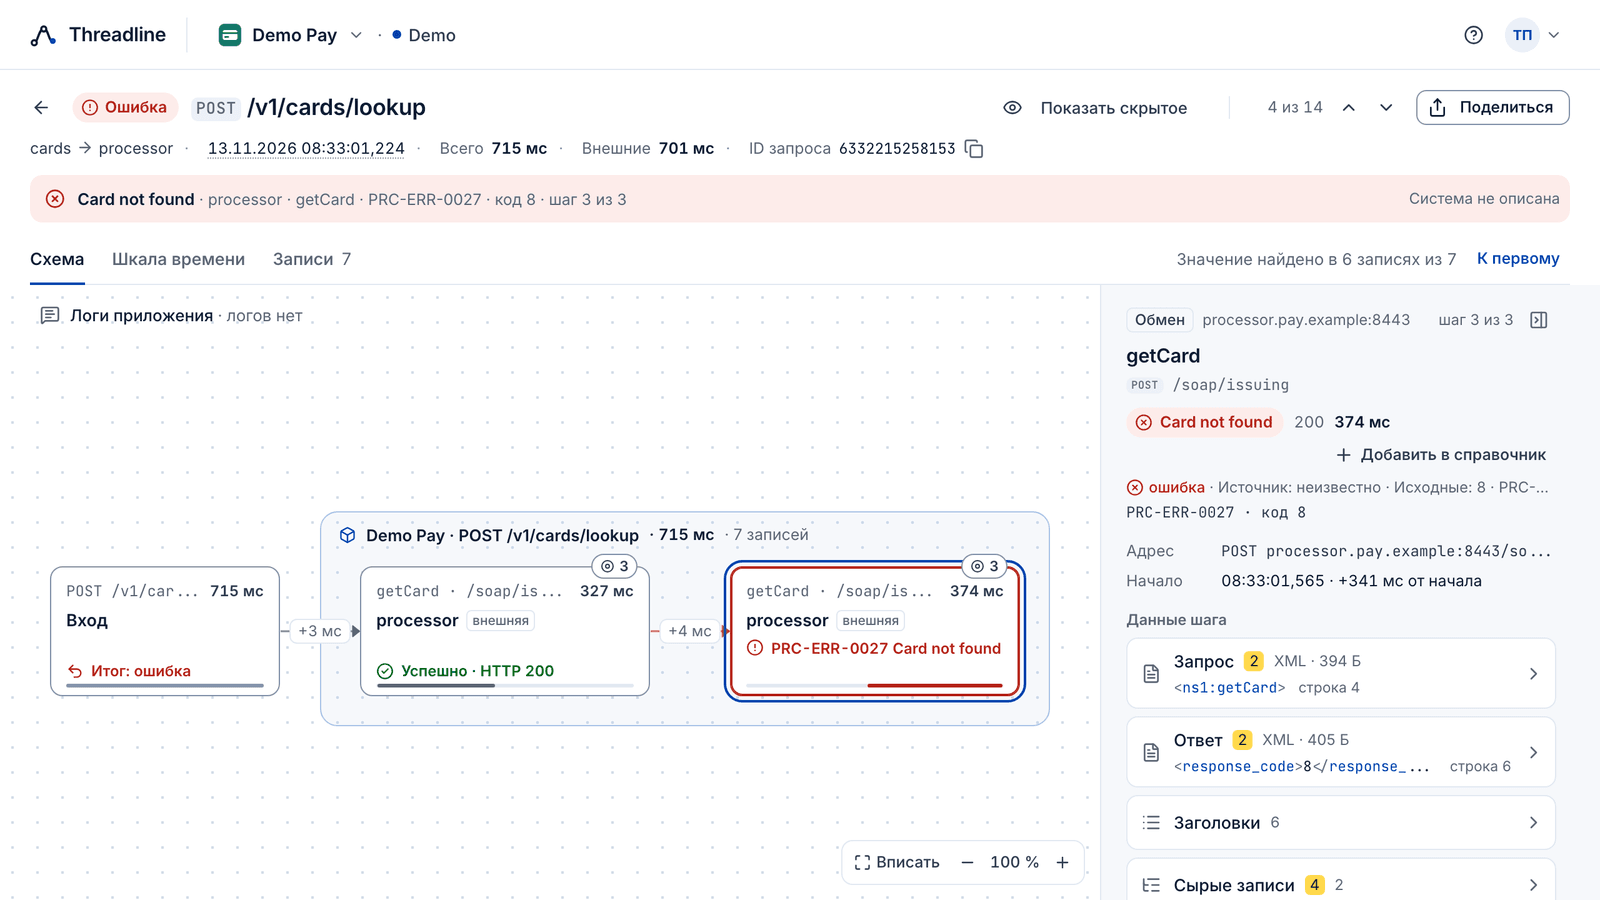 Threadline
Demo Pay · Demo
ТП
Ошибка POST /v1/cards/lookup
Показать скрытое
4 из 14
Поделиться
cards → processor · 13.11.2026 08:33:01,224 · Всего 715 мс · Внешние 701 мс · ID запроса 6332215258153
Card not found · processor · getCard · PRC-ERR-0027 · код 8 · шаг 3 из 3
Система не описана
Схема Шкала времени Записи 7
Значение найдено в 6 записях из 7 К первому
Логи приложения · логов нет
Demo Pay · POST /v1/cards/lookup · 715 мс · 7 записей
POST /v1/car... 715 мс
Вход
Итог: ошибка
+3 мс
3
getCard · /soap/is... 327 мс
processor внешняя
Успешно · HTTP 200
+4 мс
3
getCard · /soap/is... 374 мс
processor внешняя
PRC-ERR-0027 Card not found
Вписать − 100 % +
Обмен processor.pay.example:8443 шаг 3 из 3
getCard
POST /soap/issuing
Card not found 200 374 мс
+ Добавить в справочник
ошибка · Источник: неизвестно · Исходные: 8 · PRC-...
PRC-ERR-0027 · код 8
Адрес POST processor.pay.example:8443/so...
Начало 08:33:01,565 · +341 мс от начала
Данные шага
Запрос 2 XML · 394 Б
<ns1:getCard> строка 4
Ответ 2 XML · 405 Б
<response_code>8</response_... строка 6
Заголовки 6
Сырые записи 4 2